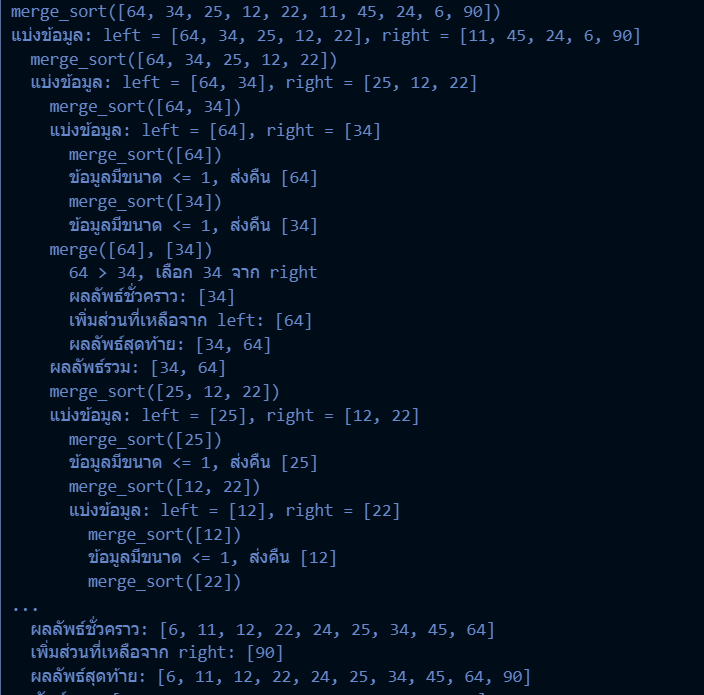 merge_sort([64, 34, 25, 12, 22, 11, 45, 24, 6, 90])
แบ่งข้อมูล: left = [64, 34, 25, 12, 22], right = [11, 45, 24, 6, 90]
merge_sort([64, 34, 25, 12, 22])
แบ่งข้อมูล: left = [64, 34], right = [25, 12, 22]
merge_sort([64, 34])
แบ่งข้อมูล: left = [64], right = [34]
merge_sort([64])
ข้อมูลมีขนาด <= 1, ส่งคืน [64]
merge_sort([34])
ข้อมูลมีขนาด <= 1, ส่งคืน [34]
merge([64], [34])
64 > 34, เลือก 34 จาก right
ผลลัพธ์ชั่วคราว: [34]
เพิ่มส่วนที่เหลือจาก left: [64]
ผลลัพธ์สุดท้าย: [34, 64]
ผลลัพธ์รวม: [34, 64]
merge_sort([25, 12, 22])
แบ่งข้อมูล: left = [25], right = [12, 22]
merge_sort([25])
ข้อมูลมีขนาด <= 1, ส่งคืน [25]
merge_sort([12, 22])
แบ่งข้อมูล: left = [12], right = [22]
merge_sort([12])
ข้อมูลมีขนาด <= 1, ส่งคืน [12]
merge_sort([22])
...
ผลลัพธ์ชั่วคราว: [6, 11, 12, 22, 24, 25, 34, 45, 64]
เพิ่มส่วนที่เหลือจาก right: [90]
ผลลัพธ์สุดท้าย: [6, 11, 12, 22, 24, 25, 34, 45, 64, 90]